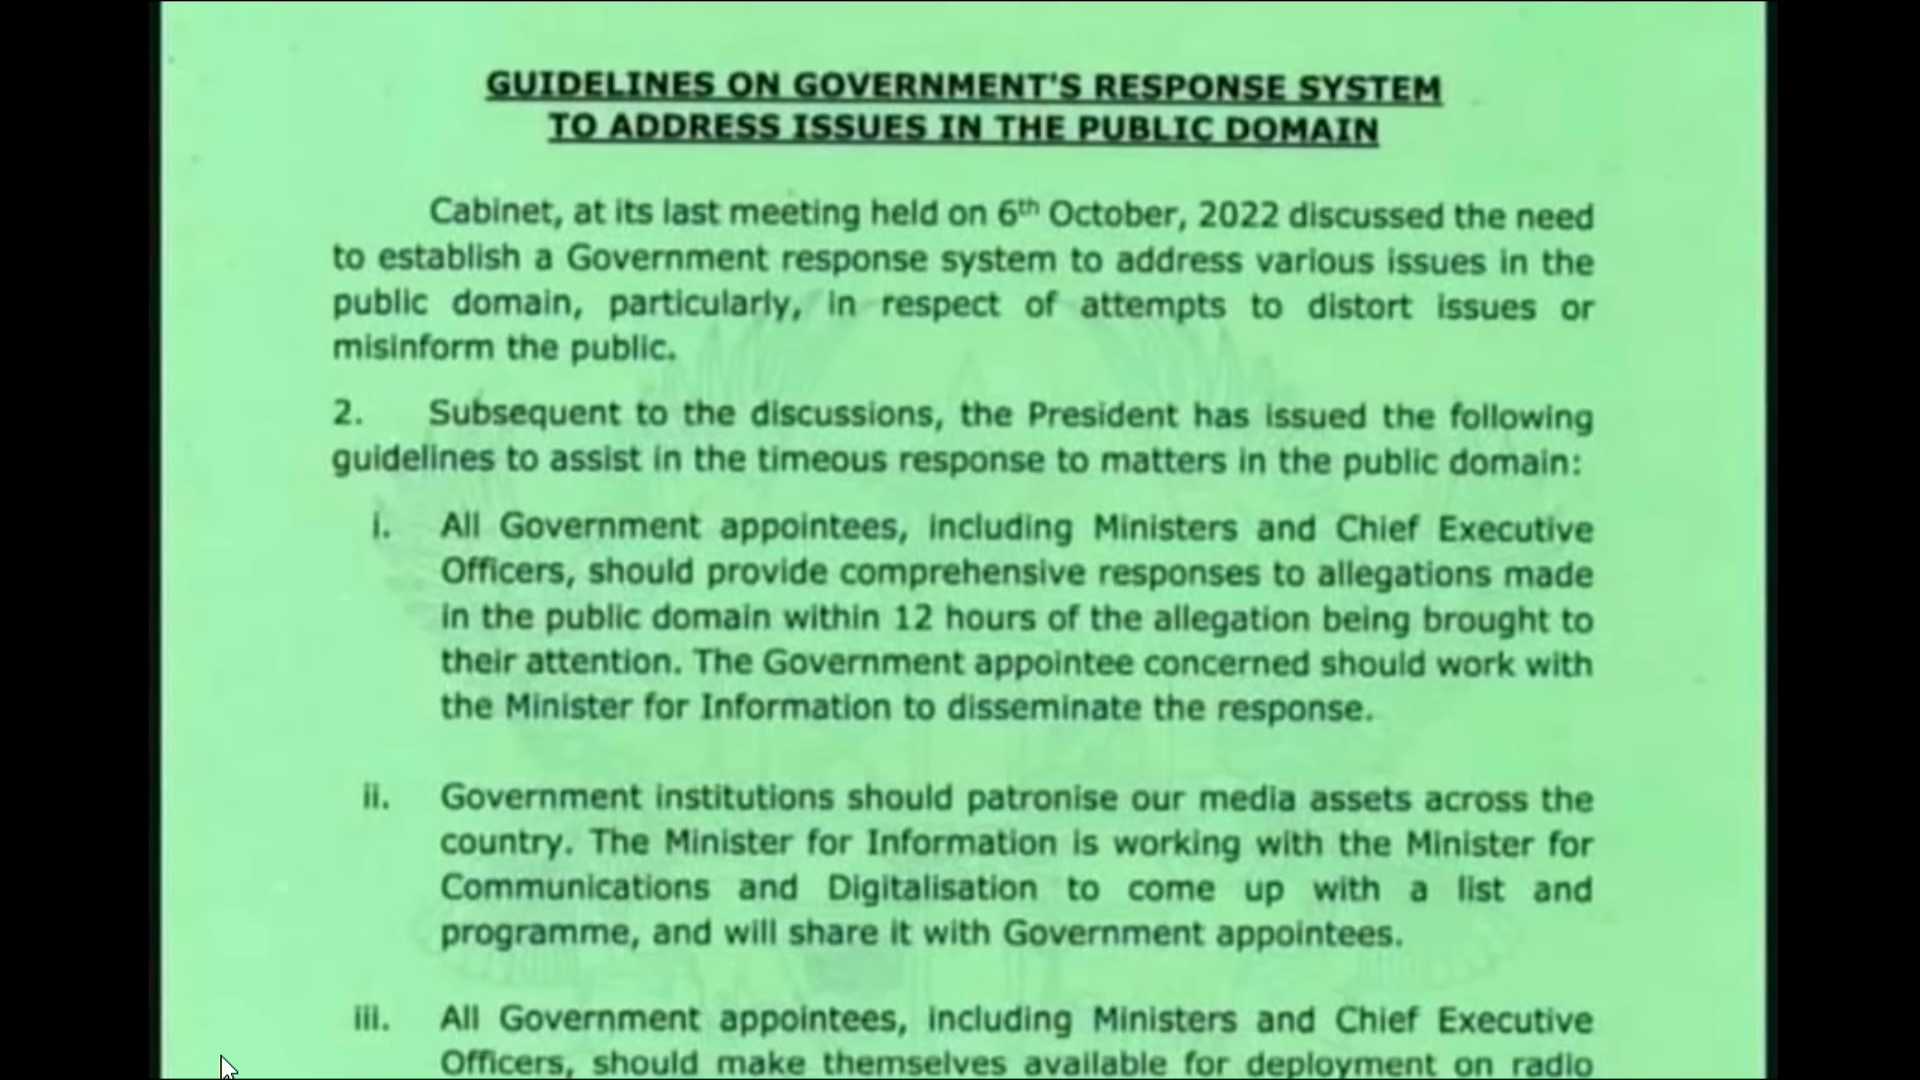 GUIDELINES ON GOVERNMENT'S RESPONSE SYSTEM
TO ADDRESS ISSUES IN THE PUBLIC DOMAIN
Cabinet, at its last meeting held on 6th October, 2022 discussed the need
to establish a Government response system to address various issues in the
public domain, particularly, in respect of attempts to distort issues or
misinform the public.
2. Subsequent to the discussions, the President has issued the following
guidelines to assist in the timeous response to matters in the public domain:
i. All Government appointees, including Ministers and Chief Executive
Officers, should provide comprehensive responses to allegations made
in the public domain within 12 hours of the allegation being brought to
their attention. The Government appointee concerned should work with
the Minister for Information to disseminate the response.
ii. Government institutions should patronise our media assets across the
country. The Minister for Information is working with the Minister for
Communications and Digitalisation to come up with a list and
programme, and will share it with Government appointees.
iii. All Government appointees, including Ministers and Chief Executive
Officers, should make themselves available for deployment on radio